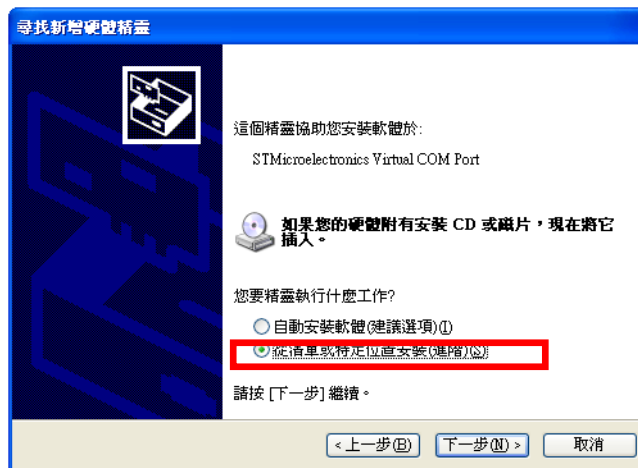 尋找新增硬體精靈
這個精靈協助您安裝軟體於:
STMicroelectronics Virtual COM Port
如果您的硬體附有安裝 CD 或磁片，現在將它
插入。
您要精靈執行什麼工作?
自動安裝軟體(建議選項)(I)
從清單或特定位置安裝(進階)(S)
請按 [下一步] 繼續。
<上一步(B) 下一步(N)> 取消